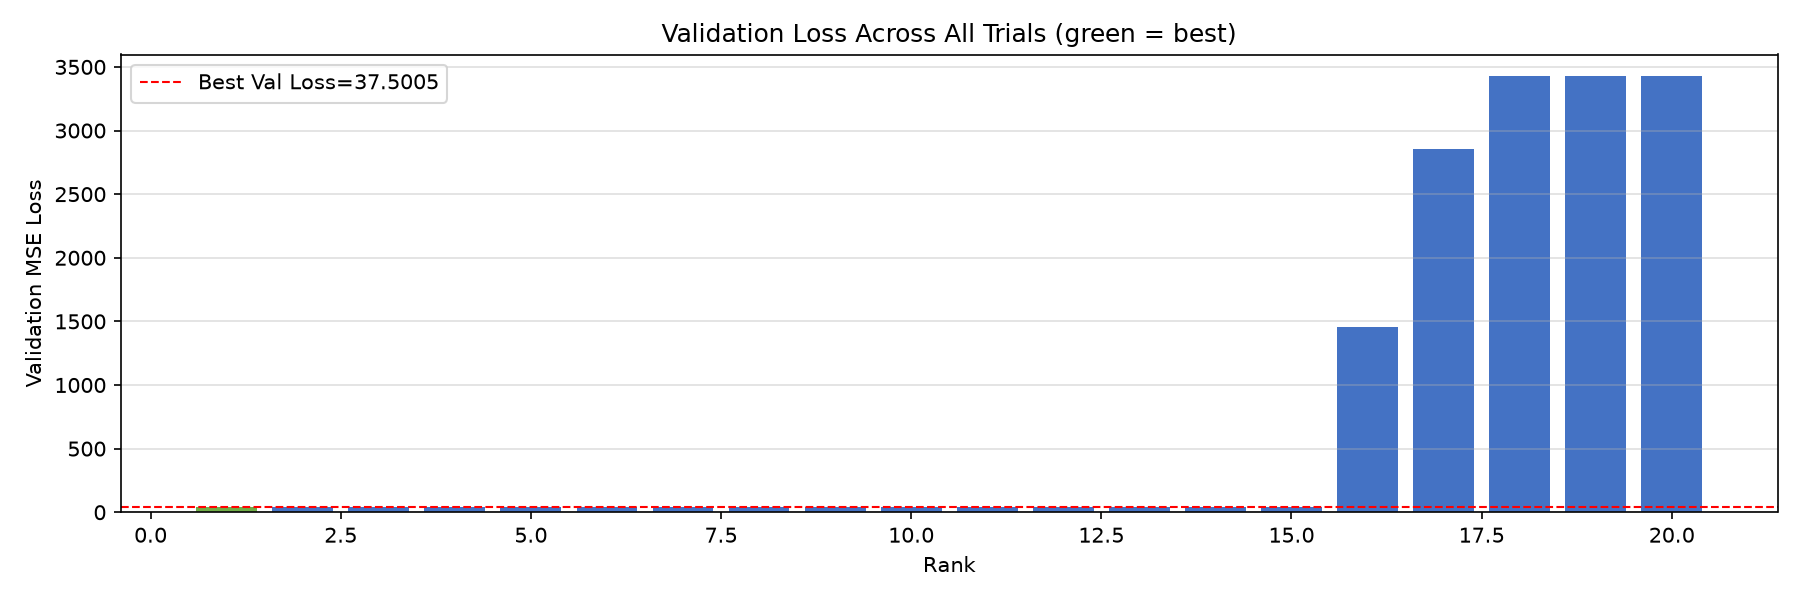 Validation Loss Across All Trials (green = best)
Best Val Loss=37.5005
Validation MSE Loss
3500
3000
2500
2000
1500
1000
500
0
0.0 2.5 5.0 7.5 10.0 12.5 15.0 17.5 20.0
Rank